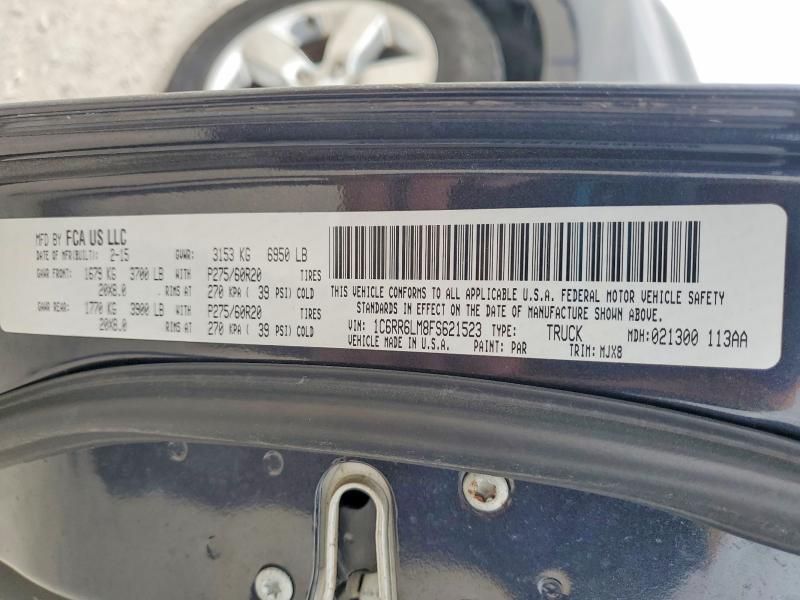 MFD BY FCA US LLC
DATE OF MFR(BUILT): 2-15 GVWR: 3153 KG 6950 LB
GAWR FRONT: 1679 KG 3700 LB WITH P275/60R20 TIRES
20X8.0 RIMS AT 270 KPA ( 39 PSI) COLD
GAWR REAR: 1770 KG 3900 LB WITH P275/60R20 TIRES
20X8.0 RIMS AT 270 KPA ( 39 PSI) COLD
THIS VEHICLE CONFORMS TO ALL APPLICABLE U.S.A. FEDERAL MOTOR VEHICLE SAFETY
STANDARDS IN EFFECT ON THE DATE OF MANUFACTURE SHOWN ABOVE.
VIN: 1C6RR6LM8FS621523 TYPE: TRUCK MDH:021300 113AA
VEHICLE MADE IN U.S.A. PAINT: PAR TRIM: MJX8